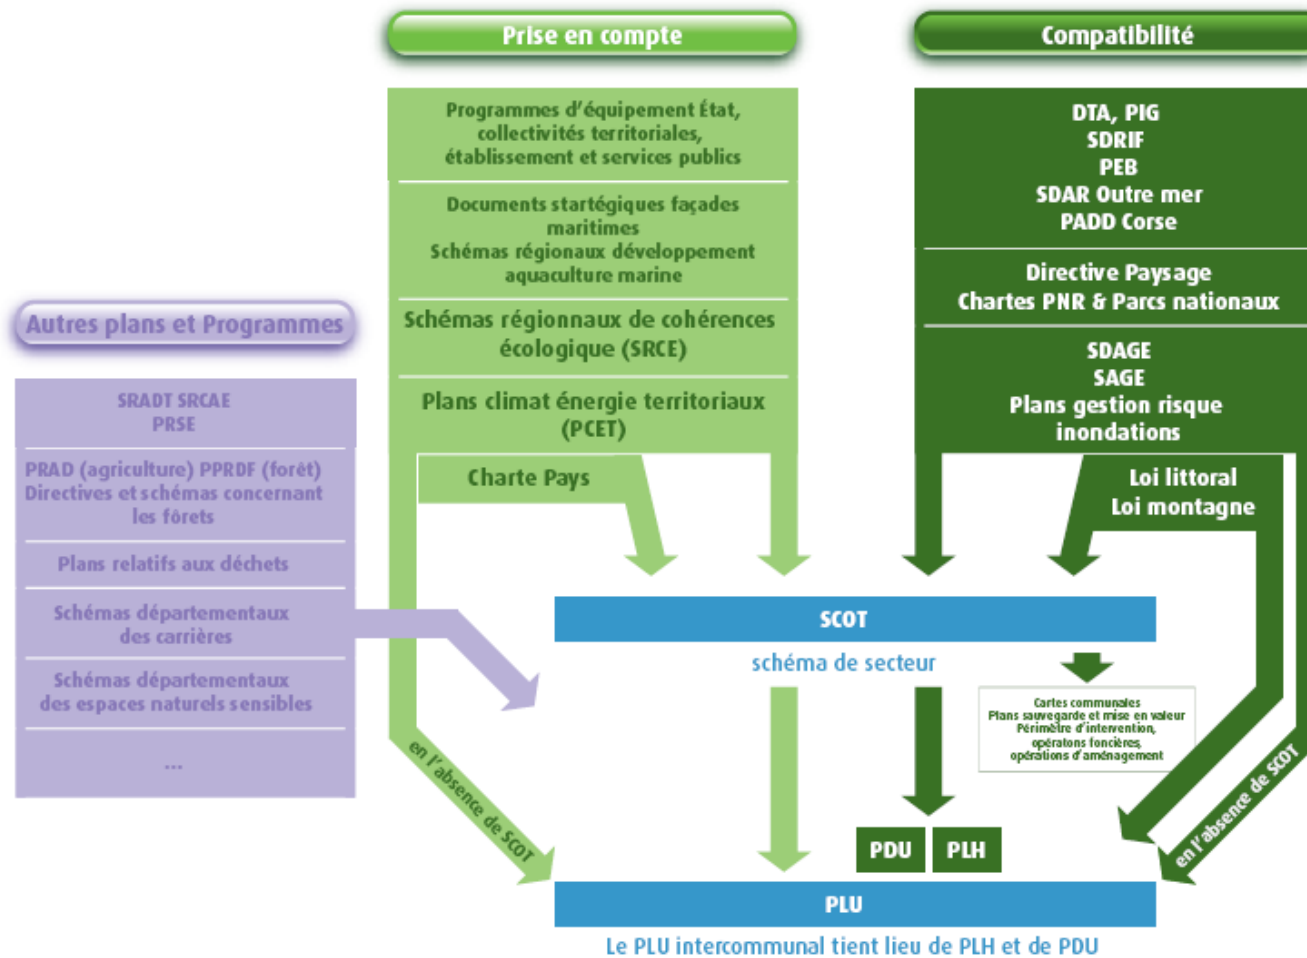 Prise en compte
Compatibilité
Programmes d'équipement État,
collectivités territoriales,
établissement et services publics
Documents startégiques façades
maritimes
Schémas régionaux développement
aquaculture marine
Schémas régionnaux de cohérences
écologique (SRCE)
Plans climat énergie territoriaux
(PCET)
Charte Pays
DTA, PIG
SDRIF
PEB
SDAR Outre mer
PADD Corse
Directive Paysage
Chartes PNR & Parcs nationaux
SDAGE
SAGE
Plans gestion risque
inondations
Loi littoral
Loi montagne
Autres plans et Programmes
SRADT SRCAE
PRSE
PRAD (agriculture) PPRDF (forêt)
Directives et schémas concernant
les fôrets
Plans relatifs aux déchets
Schémas départementaux
des carrières
Schémas départementaux
des espaces naturels sensibles
...
SCOT
schéma de secteur
Cartes communales
Plans sauvegarde et mise en valeur
Périmètre d'intervention,
opératons foncières,
opérations d'aménagement
en l'absence de SCOT
en l'absence de SCOT
PDU
PLH
PLU
Le PLU intercommunal tient lieu de PLH et de PDU